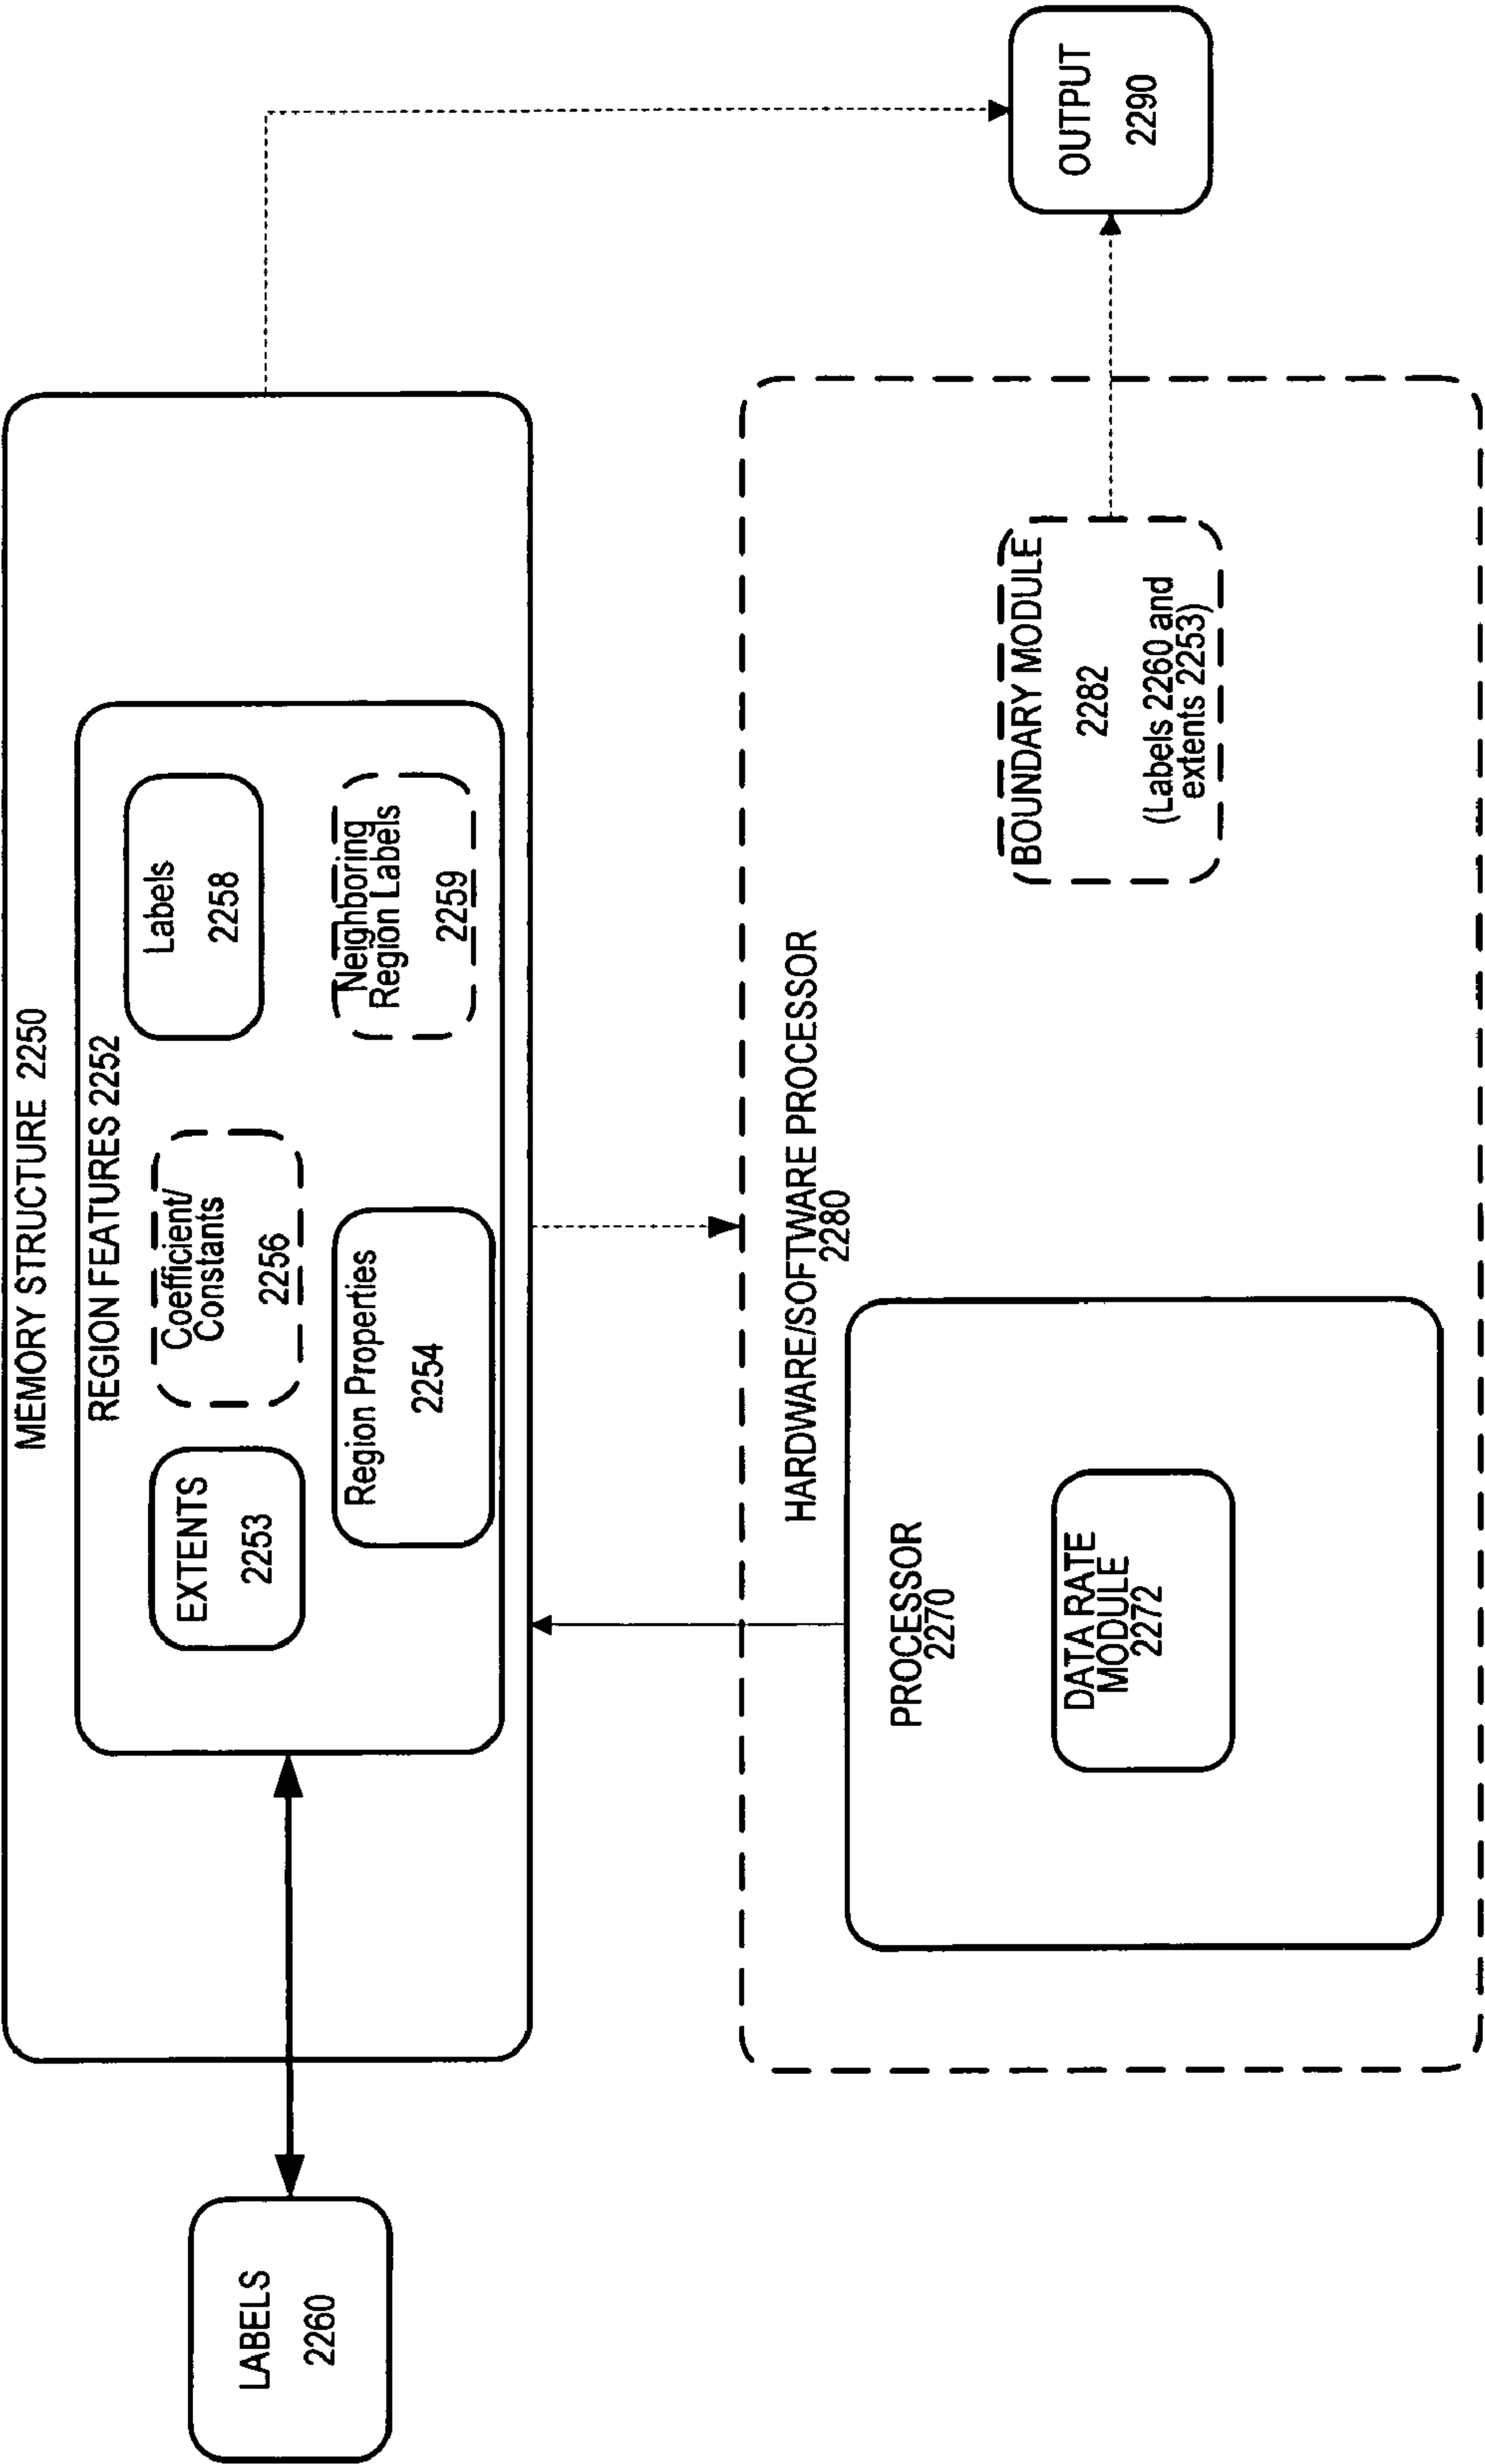 MEMORY STRUCTURE 2250
REGION FEATURES 2252
EXTENTS
2253
Coefficient/
Constants
2256
Labels
2258
Region Properties
2254
Neighboring
Region Labels
2259
LABELS
2260
HARDWARE/SOFTWARE PROCESSOR
2280
PROCESSOR
2270
DATA RATE
MODULE
2272
BOUNDARY MODULE
2282
(Labels 2260 and
extents 2253)
OUTPUT
2290